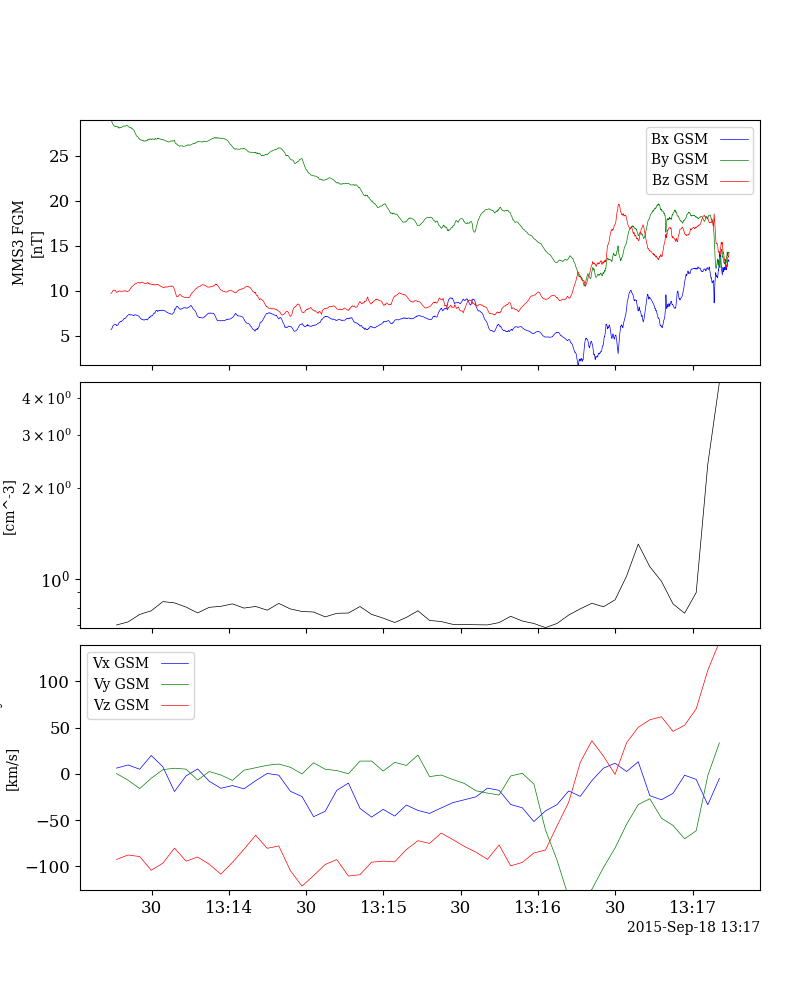 25
20
15
10
5
MMS3 FGM
[nT]
Bx GSM
By GSM
Bz GSM
4 × 10⁰
3 × 10⁰
2 × 10⁰
10⁰
[cm^-3]
Vx GSM
Vy GSM
Vz GSM
100
50
0
−50
−100
[km/s]
30 13:14 30 13:15 30 13:16 30 13:17
2015-Sep-18 13:17